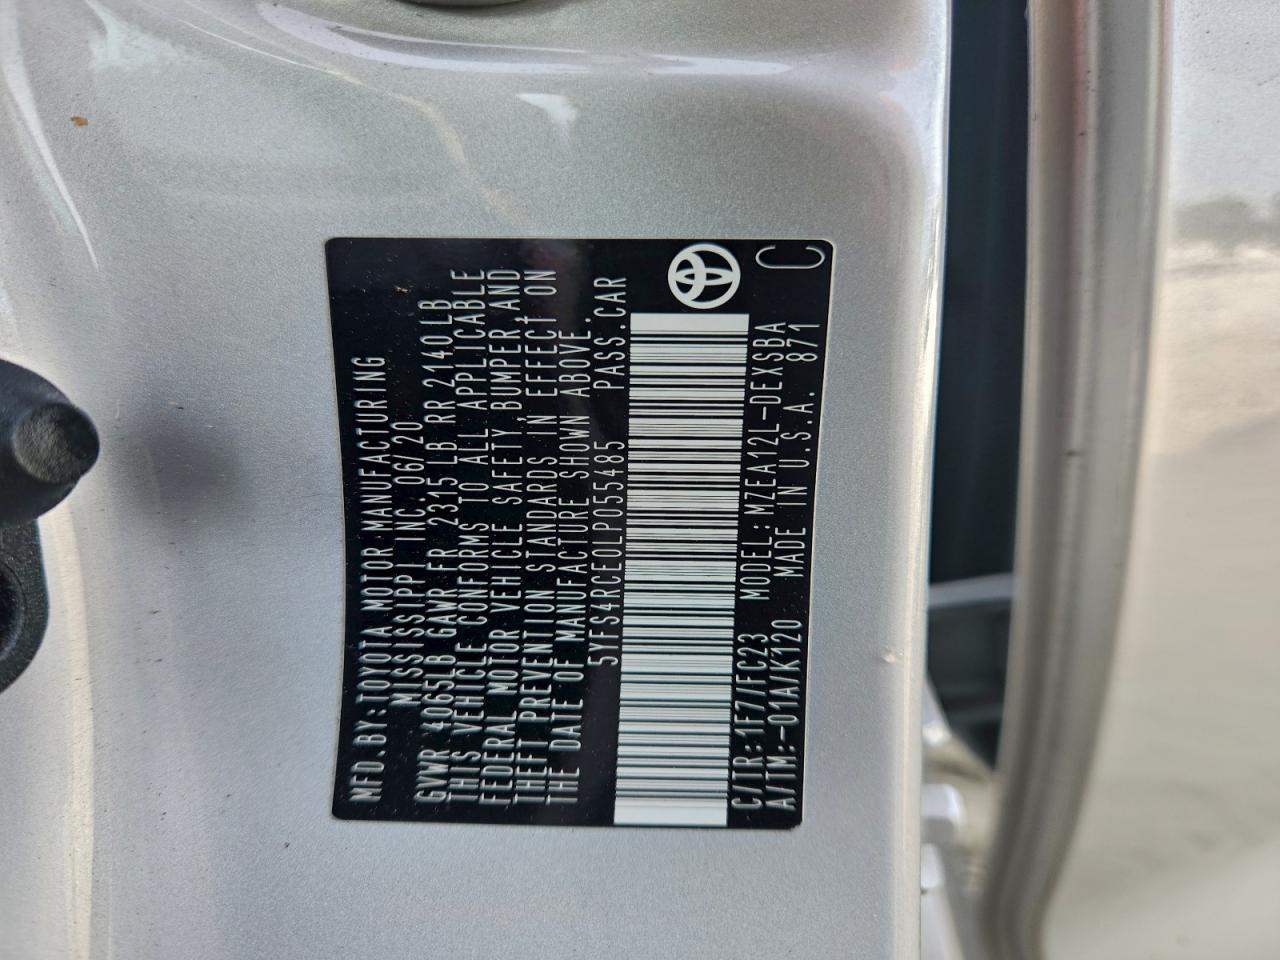 MFD.BY:TOYOTA MOTOR MANUFACTURING
MISSISSIPPI INC. 06/20
GVWR 4065LB GAWR FR 2315 LB RR 2140LB
THIS VEHICLE CONFORMS TO ALL APPLICABLE
FEDERAL MOTOR VEHICLE SAFETY, BUMPER, AND
THEFT PREVENTION STANDARDS IN EFFECT ON
THE DATE OF MANUFACTURE SHOWN ABOVE.
5YFS4RCE0LP055485 PASS.CAR
C/TR:1F7/FC23 MODEL:MZEA12L-DEXSBA
A/TM:-01A/K120 MADE IN U.S.A. 871
C